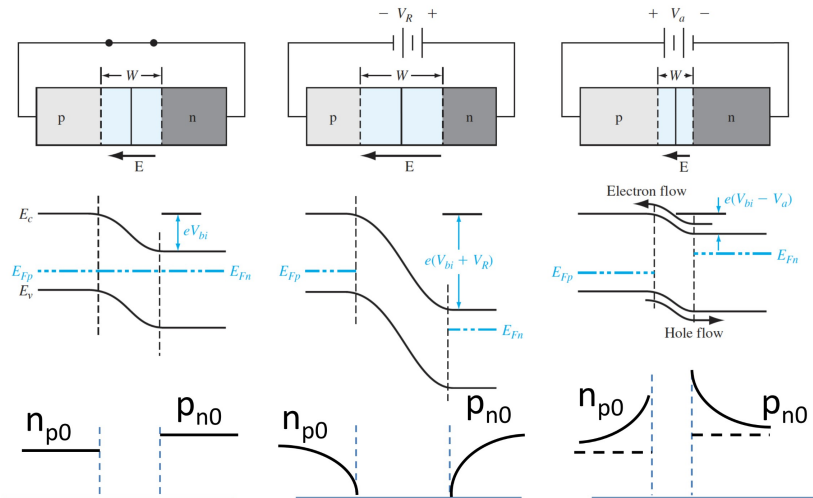 − V_R +
+ V_a −
W
W
W
p
n
p
n
p
n
E
E
E
E_c
eV_bi
E_Fp
E_Fn
E_v
E_Fp
e(V_bi + V_R)
E_Fn
Electron flow
e(V_bi − V_a)
E_Fp
E_Fn
Hole flow
n_p0
p_n0
n_p0
p_n0
n_p0
p_n0